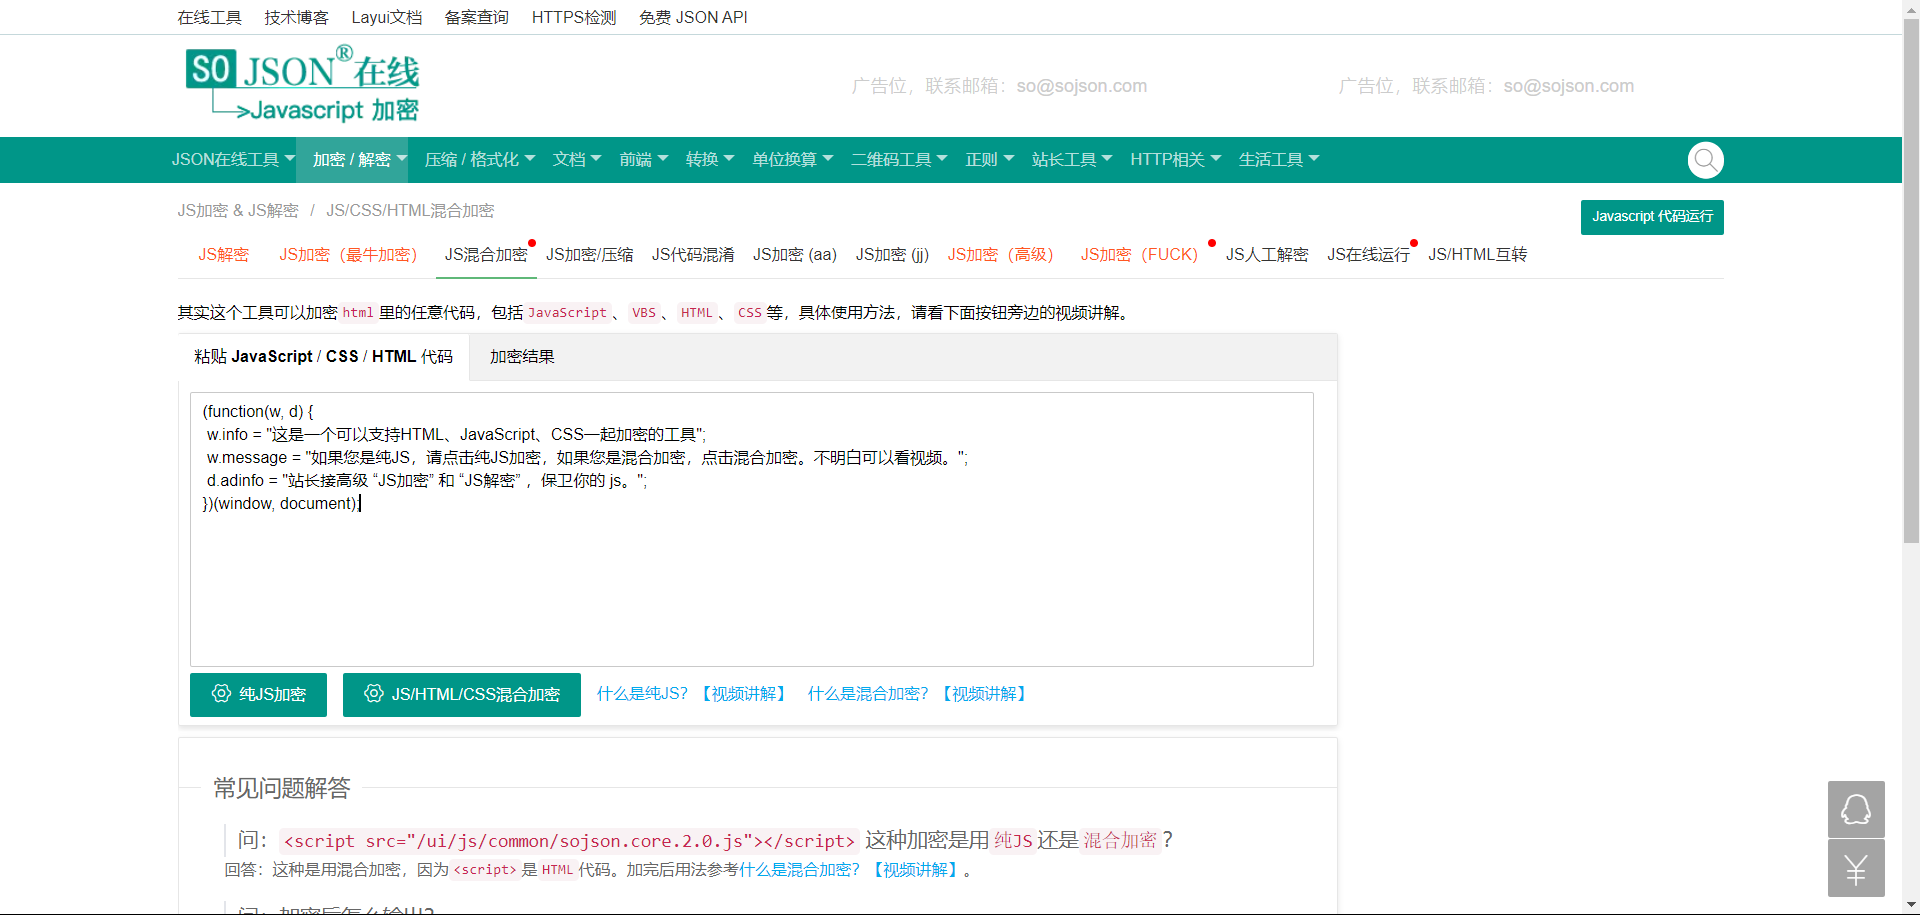 在线工具 技术博客 Layui文档 备案查询 HTTPS检测 免费 JSON API
SO JSON®在线
->Javascript 加密
广告位，联系邮箱：so@sojson.com 广告位，联系邮箱：so@sojson.com
JSON在线工具 加密 / 解密 压缩 / 格式化 文档 前端 转换 单位换算 二维码工具 正则 站长工具 HTTP相关 生活工具
JS加密 & JS解密 / JS/CSS/HTML混合加密
Javascript 代码运行
JS解密 JS加密（最牛加密） JS混合加密 JS加密/压缩 JS代码混淆 JS加密 (aa) JS加密 (jj) JS加密（高级） JS加密（FUCK） JS人工解密 JS在线运行 JS/HTML互转
其实这个工具可以加密 html 里的任意代码，包括 JavaScript 、 VBS 、 HTML 、 CSS 等，具体使用方法，请看下面按钮旁边的视频讲解。
粘贴 JavaScript / CSS / HTML 代码 加密结果
(function(w, d) {
w.info = "这是一个可以支持HTML、JavaScript、CSS一起加密的工具";
w.message = "如果您是纯JS，请点击纯JS加密，如果您是混合加密，点击混合加密。不明白可以看视频。";
d.adinfo = "站长接高级 “JS加密” 和 “JS解密” ，保卫你的 js。";
})(window, document);
纯JS加密 JS/HTML/CSS混合加密 什么是纯JS？【视频讲解】 什么是混合加密？【视频讲解】
常见问题解答
问：<script src="/ui/js/common/sojson.core.2.0.js"></script> 这种加密是用 纯JS 还是 混合加密 ？
回答：这种是用混合加密，因为 <script> 是 HTML 代码。加完后用法参考什么是混合加密？【视频讲解】。
问：加密后怎么输出?